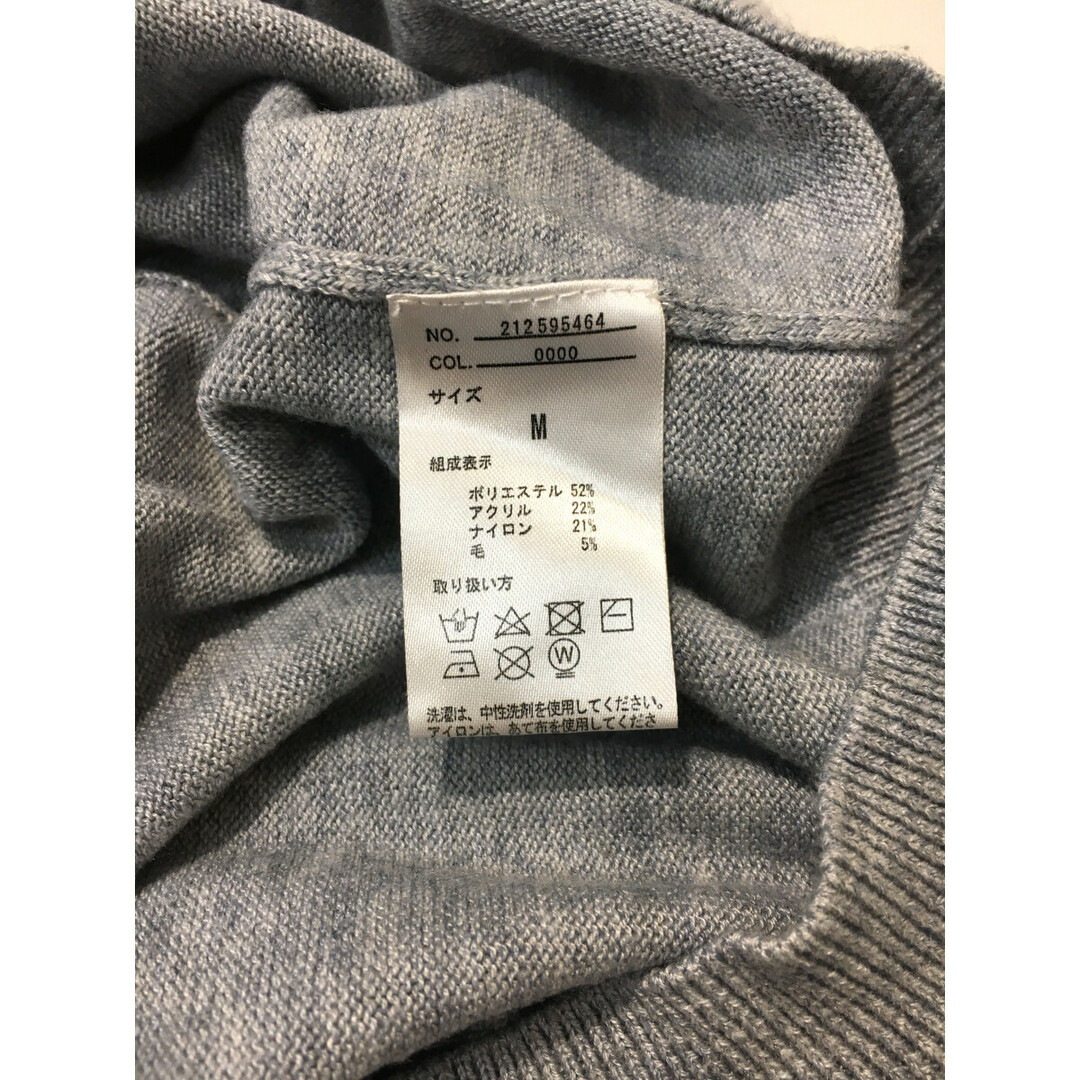 NO. 212595464
COL. 0000
サイズ
M
組成表示
ポリエステル 52%
アクリル 22%
ナイロン 21%
毛 5%
取り扱い方
W
洗濯は、中性洗剤を使用してください。
アイロンは、あて布を使用してくださ